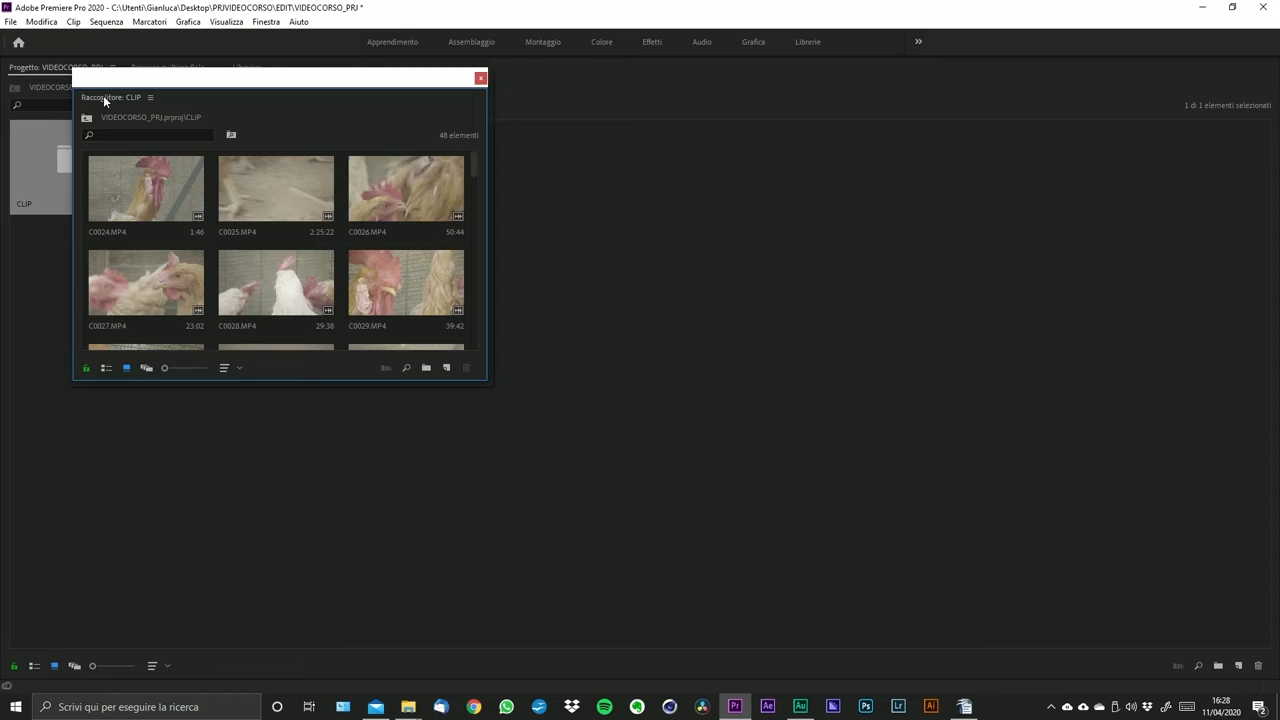 Adobe Premiere Pro 2020 - C:\Utenti\Gianluca\Desktop\PRJVIDEOCORSO\EDIT\VIDEOCORSO_PRJ *
File Modifica Clip Sequenza Marcatori Grafica Visualizza Finestra Aiuto
Apprendimento Assemblaggio Montaggio Colore Effetti Audio Grafica Librerie
Progetto: VIDEOCORSO_PRJ
Raccoglitore: CLIP
VIDEOCORSO_PRJ.prproj\CLIP
1 di 1 elementi selezionati
48 elementi
CLIP
C0024.MP4 1:46 C0025.MP4 2:25:22 C0026.MP4 50:44
C0027.MP4 23:02 C0028.MP4 29:38 C0029.MP4 39:42
Scrivi qui per eseguire la ricerca
16:28
11/04/2020